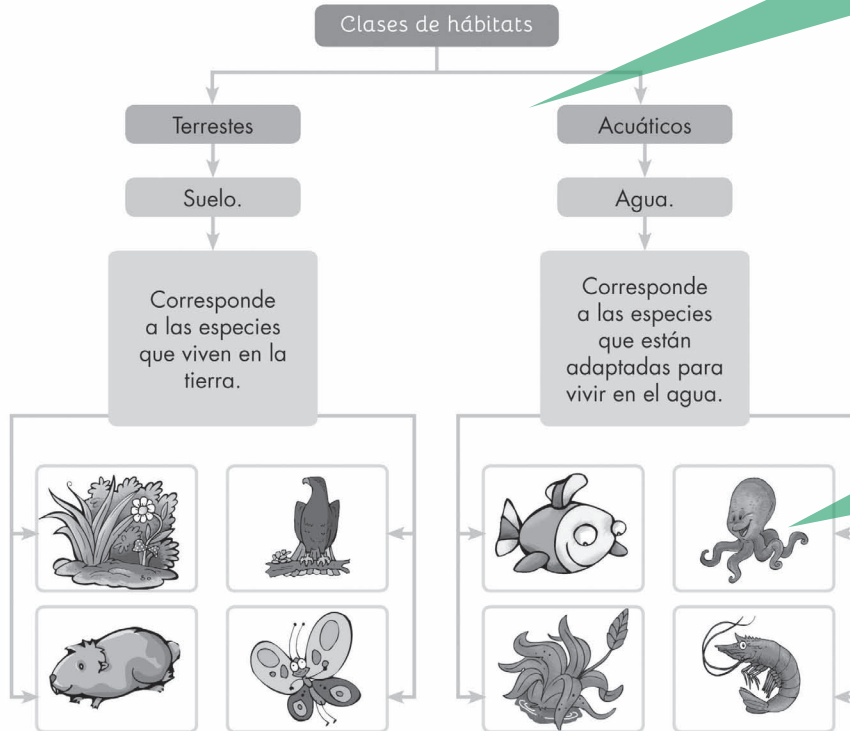 Clases de hábitats
Terrestes
Acuáticos
Suelo.
Agua.
Corresponde
a las especies
que viven en la
tierra.
Corresponde
a las especies
que están
adaptadas para
vivir en el agua.